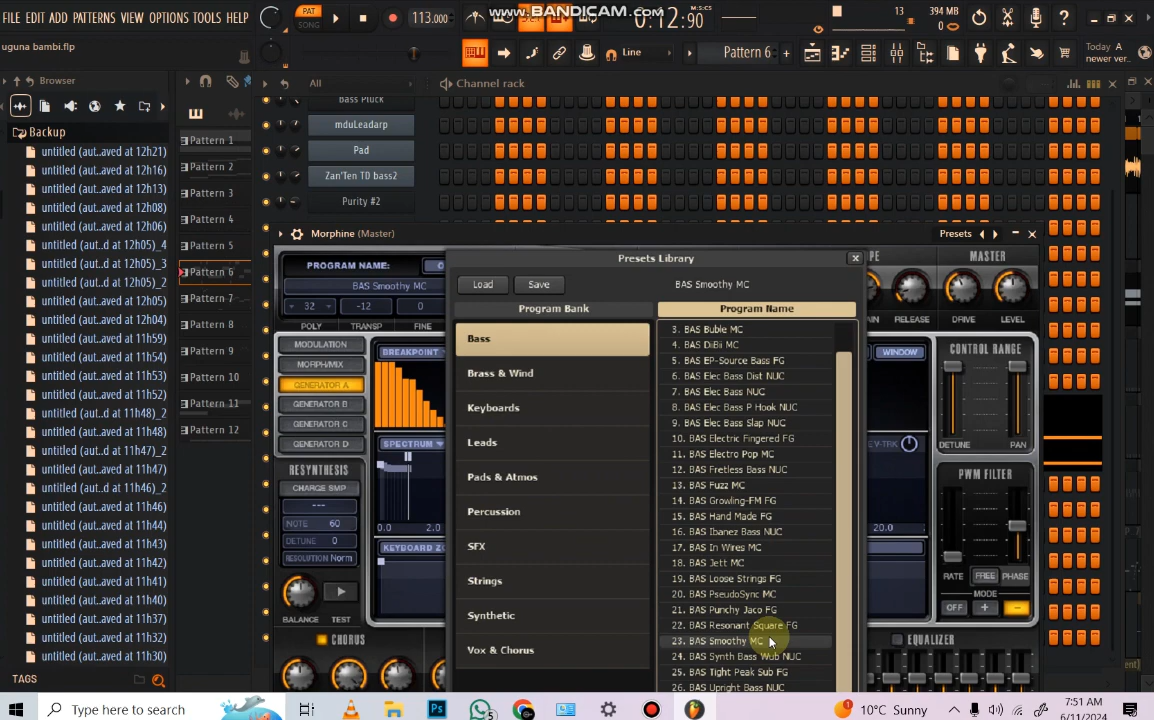 FILE EDIT ADD PATTERNS VIEW OPTIONS TOOLS HELP
PAT
SONG
113.000
www.BANDICAM.com
0:12:90
M:S:CS
13
394 MB
0
uguna bambi.flp
Line
Pattern 6
Today A
newer ver..
Browser
All
Channel rack
Backup
untitled (aut..aved at 12h21)
untitled (aut..aved at 12h16)
untitled (aut..aved at 12h13)
untitled (aut..aved at 12h08)
untitled (aut..aved at 12h06)
untitled (aut..d at 12h05)_4
untitled (aut..d at 12h05)_3
untitled (aut..d at 12h05)_2
untitled (aut..aved at 12h05)
untitled (aut..aved at 12h04)
untitled (aut..aved at 11h59)
untitled (aut..aved at 11h54)
untitled (aut..aved at 11h53)
untitled (aut..aved at 11h52)
untitled (aut..d at 11h48)_2
untitled (aut..aved at 11h48)
untitled (aut..d at 11h47)_2
untitled (aut..aved at 11h47)
untitled (aut..d at 11h46)_2
untitled (aut..aved at 11h46)
untitled (aut..aved at 11h44)
untitled (aut..aved at 11h43)
untitled (aut..aved at 11h42)
untitled (aut..aved at 11h41)
untitled (aut..aved at 11h40)
untitled (aut..aved at 11h37)
untitled (aut..aved at 11h32)
untitled (aut..aved at 11h30)
TAGS
Pattern 1
Pattern 2
Pattern 3
Pattern 4
Pattern 5
Pattern 6
Pattern 7
Pattern 8
Pattern 9
Pattern 10
Pattern 11
Pattern 12
Bass Pluck
mduLeadarp
Pad
Zan'Ten TD bass2
Purity #2
Morphine (Master)
Presets
PROGRAM NAME:
BAS Smoothy MC
32
-12
0
POLY
TRANSP
FINE
MODULATION
MORPH/MIX
GENERATOR A
GENERATOR B
GENERATOR C
GENERATOR D
RESYNTHESIS
CHARGE SMP
---
NOTE 60
DETUNE 0
RESOLUTION Norm
BALANCE
TEST
CHORUS
BREAKPOINT
SPECTRUM
0.0
2.0
Presets Library
Load
Save
BAS Smoothy MC
Program Bank
Program Name
Bass
Brass & Wind
Keyboards
Leads
Pads & Atmos
Percussion
SFX
Strings
Synthetic
Vox & Chorus
3. BAS Buble MC
4. BAS DiiBii MC
5. BAS EP-Source Bass FG
6. BAS Elec Bass Dist NUC
7. BAS Elec Bass NUC
8. BAS Elec Bass P Hook NUC
9. BAS Elec Bass Slap NUC
10. BAS Electric Fingered FG
11. BAS Electro Pop MC
12. BAS Fretless Bass NUC
13. BAS Fuzz MC
14. BAS Growling-FM FG
15. BAS Hand Made FG
16. BAS Ibanez Bass NUC
17. BAS In Wires MC
18. BAS Jett MC
19. BAS Loose Strings FG
20. BAS PseudoSync MC
21. BAS Punchy Jaco FG
22. BAS Resonant Square FG
23. BAS Smoothy MC
24. BAS Synth Bass Wub NUC
25. BAS Tight Peak Sub FG
26. BAS Upright Bass NUC
MASTER
RELEASE
DRIVE
LEVEL
WINDOW
20.0
CONTROL RANGE
DETUNE
PAN
PWM FILTER
RATE
FREE
PHASE
MODE
OFF
+
−
EQUALIZER
Type here to search
Ps
5
10°C Sunny
7:51 AM
6/11/2024